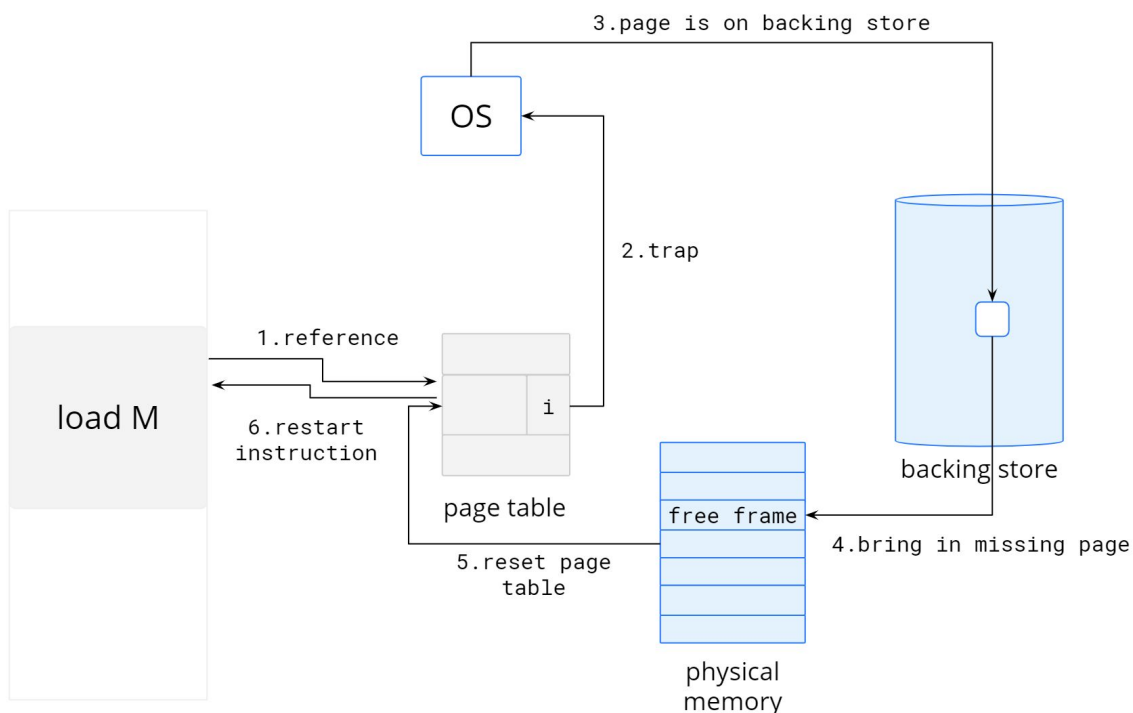 3.page is on backing store
OS
2.trap
1.reference
load M
i
6.restart
instruction
backing store
page table
free frame
4.bring in missing page
5.reset page
table
physical
memory